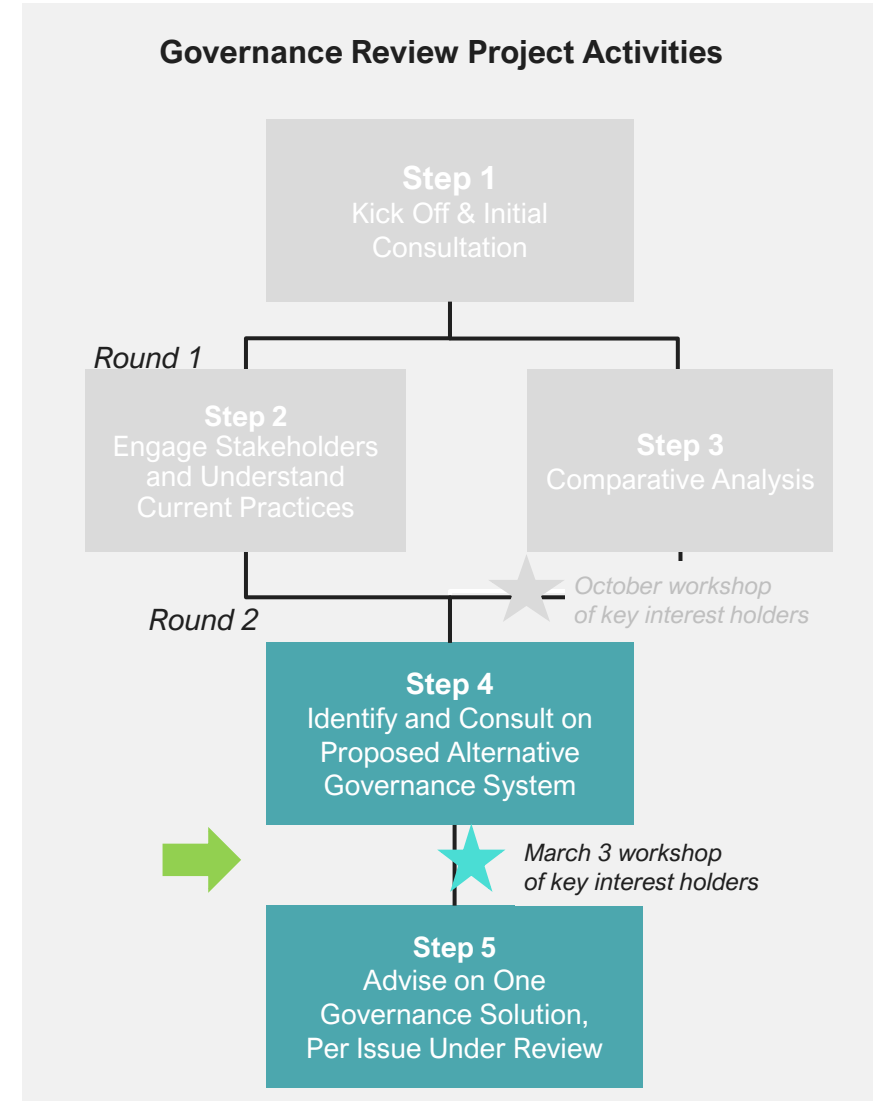 Governance Review Project Activities
Step 1
Kick Off & Initial
Consultation
Round 1
Step 2
Engage Stakeholders
and Understand
Current Practices
Step 3
Comparative Analysis
October workshop
of key interest holders
Round 2
Step 4
Identify and Consult on
Proposed Alternative
Governance System
March 3 workshop
of key interest holders
Step 5
Advise on One
Governance Solution,
Per Issue Under Review